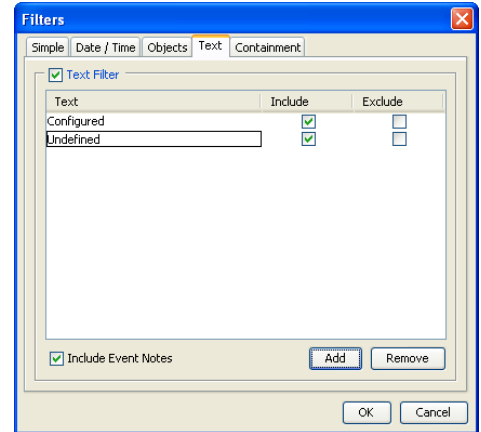 Filters
Simple Date / Time Objects Text Containment
Text Filter
Text Include Exclude
Configured
Undefined
Include Event Notes Add Remove
OK Cancel